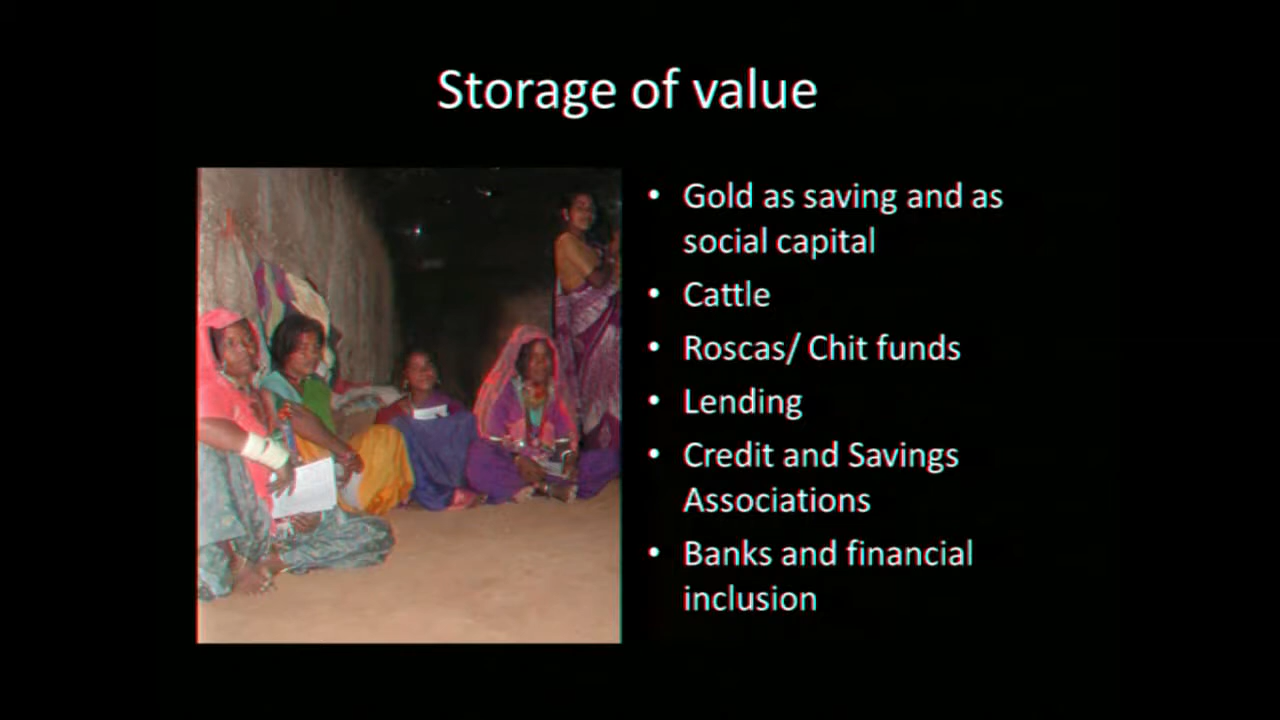 Storage of value
• Gold as saving and as
social capital
• Cattle
• Roscas/ Chit funds
• Lending
• Credit and Savings
Associations
• Banks and financial
inclusion